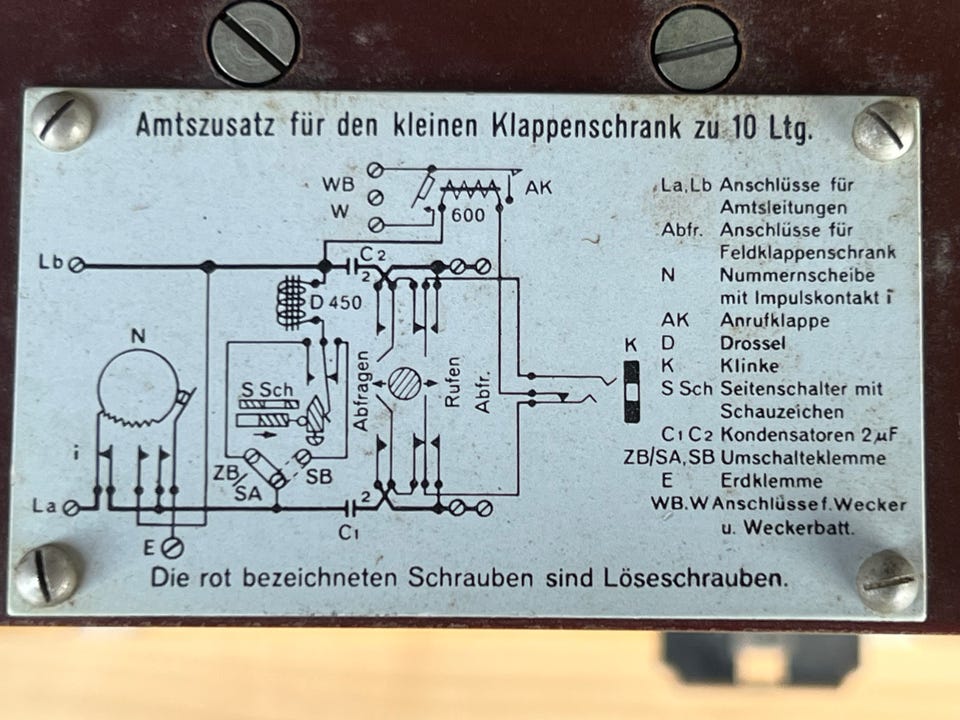 Amtszusatz für den kleinen Klappenschrank zu 10 Ltg.
WB
W
600
AK
Lb
C2
2
D 450
N
S Sch
Abfragen
Rufen
Abfr.
K
i
ZB/
SA
SB
La
2
C1
E
La,Lb Anschlüsse für
Amtsleitungen
Abfr. Anschlüsse für
Feldklappenschrank
N Nummernscheibe
mit Impulskontakt i
AK Anrufklappe
D Drossel
K Klinke
S Sch Seitenschalter mit
Schauzeichen
C1 C2 Kondensatoren 2µF
ZB/SA,SB Umschalteklemme
E Erdklemme
WB.W Anschlüsse f. Wecker
u. Weckerbatt.
Die rot bezeichneten Schrauben sind Löseschrauben.